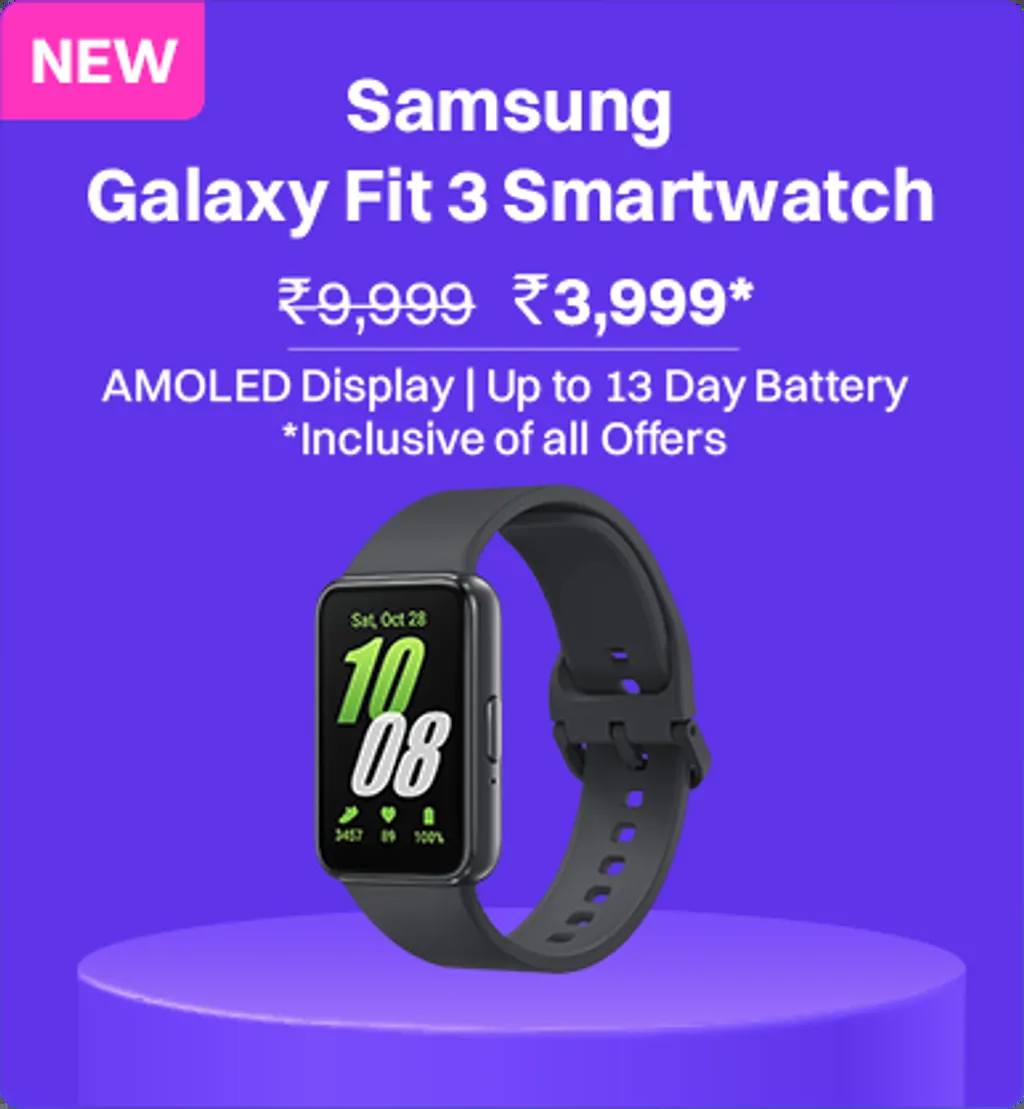 NEW
Samsung
Galaxy Fit 3 Smartwatch
₹9,999 ₹3,999*
AMOLED Display | Up to 13 Day Battery
*Inclusive of all Offers
Sat, Oct 28
10
08
3457 89 100%